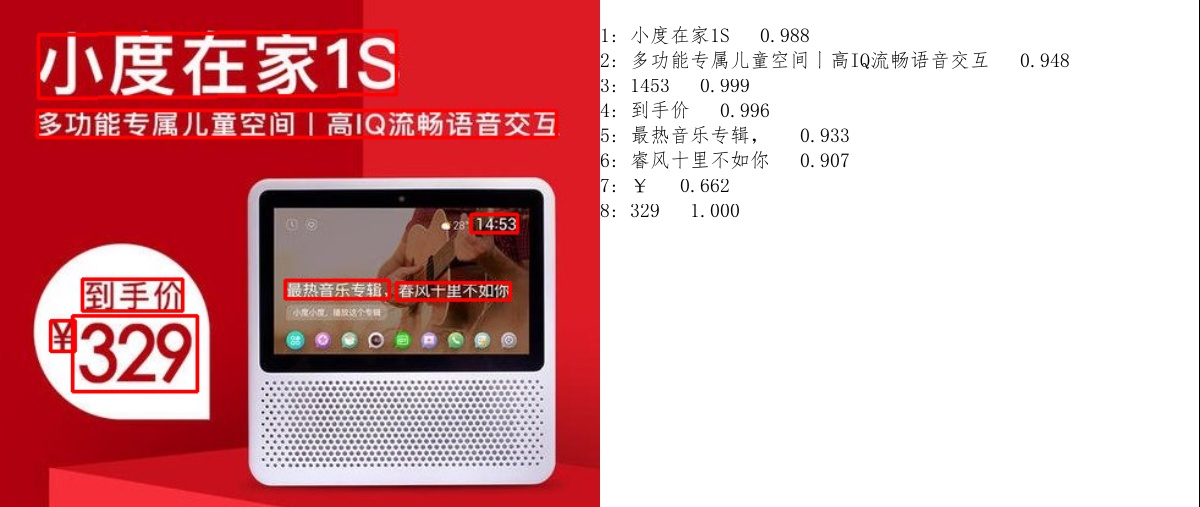 小度在家1S
多功能专属儿童空间｜高IQ流畅语音交互
28° 14:53
最热音乐专辑，春风十里不如你
小度小度，播放这个专辑
到手价
¥329
1: 小度在家1S 0.988
2: 多功能专属儿童空间｜高IQ流畅语音交互 0.948
3: 1453 0.999
4: 到手价 0.996
5: 最热音乐专辑， 0.933
6: 睿风十里不如你 0.907
7: ¥ 0.662
8: 329 1.000